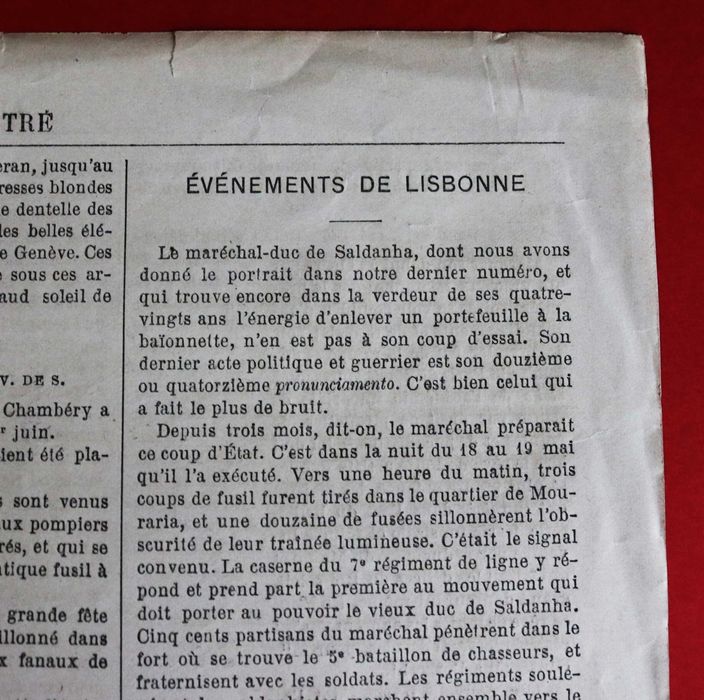 TRÉ
eran, jusqu'au
resses blondes
e dentelle des
les belles élé-
e Genève. Ces
e sous ces ar-
aud soleil de
V. DE S.
Chambéry a
r juin.
ient été pla-
s sont venus
ux pompiers
rés, et qui se
tique fusil à
grande fête
illonné dans
x fanaux de
ÉVÉNEMENTS DE LISBONNE
Le maréchal-duc de Saldanha, dont nous avons
donné le portrait dans notre dernier numéro, et
qui trouve encore dans la verdeur de ses quatre-
vingts ans l'énergie d'enlever un portefeuille à la
baïonnette, n'en est pas à son coup d'essai. Son
dernier acte politique et guerrier est son douzième
ou quatorzième pronunciamento. C'est bien celui qui
a fait le plus de bruit.
Depuis trois mois, dit-on, le maréchal préparait
ce coup d'État. C'est dans la nuit du 18 au 19 mai
qu'il l'a exécuté. Vers une heure du matin, trois
coups de fusil furent tirés dans le quartier de Mou-
raria, et une douzaine de fusées sillonnèrent l'obs-
curité de leur traînée lumineuse. C'était le signal
convenu. La caserne du 7e régiment de ligne y ré-
pond et prend part la première au mouvement qui
doit porter au pouvoir le vieux duc de Saldanha.
Cinq cents partisans du maréchal pénètrent dans le
fort où se trouve le 5e bataillon de chasseurs, et
fraternisent avec les soldats. Les régiments soulé-
marchent ensemble vers le